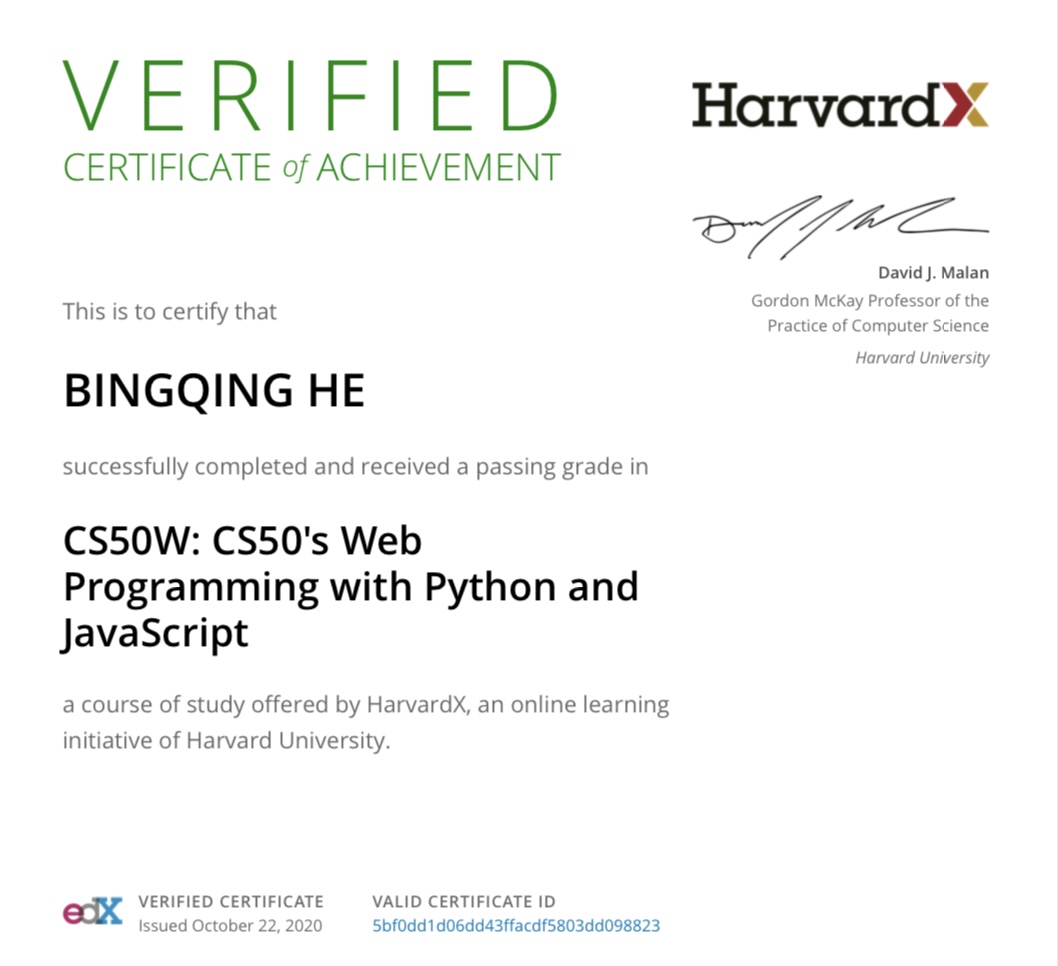 VERIFIED
CERTIFICATE of ACHIEVEMENT
HarvardX
David J. Malan
Gordon McKay Professor of the
Practice of Computer Science
Harvard University
This is to certify that
BINGQING HE
successfully completed and received a passing grade in
CS50W: CS50's Web
Programming with Python and
JavaScript
a course of study offered by HarvardX, an online learning
initiative of Harvard University.
edX
VERIFIED CERTIFICATE
Issued October 22, 2020
VALID CERTIFICATE ID
5bf0dd1d06dd43ffacdf5803dd098823